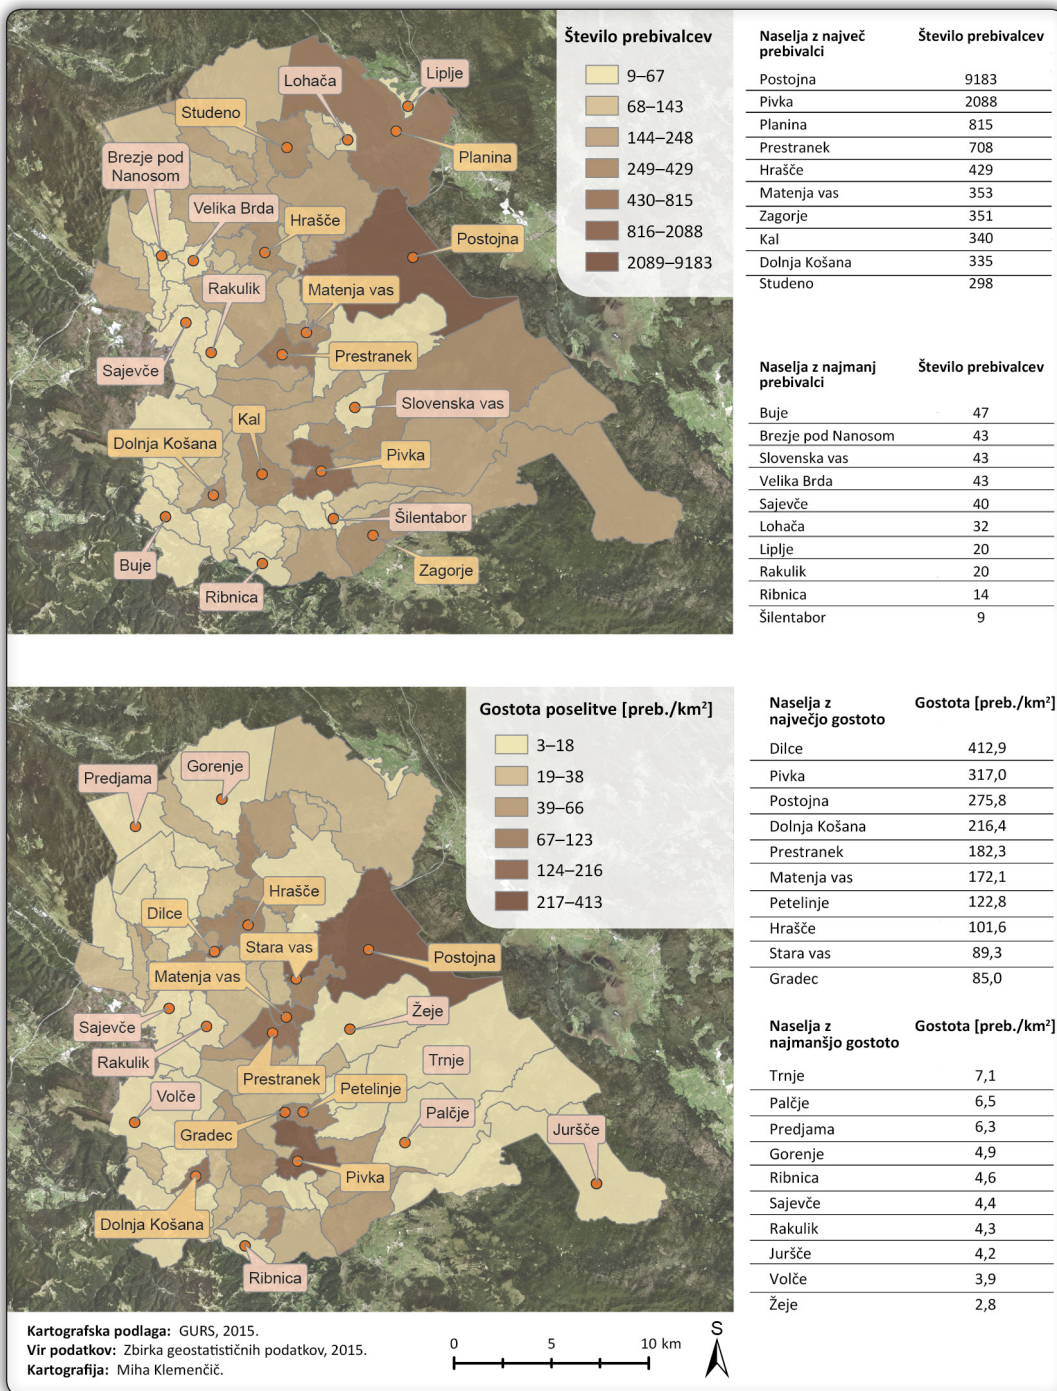 Število prebivalcev
9–67
68–143
144–248
249–429
430–815
816–2088
2089–9183
Lohača
Liplje
Studeno
Planina
Brezje pod
Nanosom
Velika Brda
Hrašče
Postojna
Rakulik
Matenja vas
Sajevče
Prestranek
Slovenska vas
Kal
Dolnja Košana
Pivka
Šilentabor
Buje
Zagorje
Ribnica
Naselja z največ prebivalci Število prebivalcev
Postojna 9183
Pivka 2088
Planina 815
Prestranek 708
Hrašče 429
Matenja vas 353
Zagorje 351
Kal 340
Dolnja Košana 335
Studeno 298
Naselja z najmanj prebivalci Število prebivalcev
Buje 47
Brezje pod Nanosom 43
Slovenska vas 43
Velika Brda 43
Sajevče 40
Lohača 32
Liplje 20
Rakulik 20
Ribnica 14
Šilentabor 9
Gostota poselitve [preb./km²]
3–18
19–38
39–66
67–123
124–216
217–413
Predjama
Gorenje
Hrašče
Dilce
Stara vas
Postojna
Matenja vas
Žeje
Sajevče
Rakulik
Trnje
Prestranek
Petelinje
Volče
Palčje
Gradec
Juršče
Pivka
Dolnja Košana
Ribnica
Naselja z največjo gostoto Gostota [preb./km²]
Dilce 412,9
Pivka 317,0
Postojna 275,8
Dolnja Košana 216,4
Prestranek 182,3
Matenja vas 172,1
Petelinje 122,8
Hrašče 101,6
Stara vas 89,3
Gradec 85,0
Naselja z najmanšjo gostoto Gostota [preb./km²]
Trnje 7,1
Palčje 6,5
Predjama 6,3
Gorenje 4,9
Ribnica 4,6
Sajevče 4,4
Rakulik 4,3
Juršče 4,2
Volče 3,9
Žeje 2,8
Kartografska podlaga: GURS, 2015.
Vir podatkov: Zbirka geostatističnih podatkov, 2015.
Kartografija: Miha Klemenčič.
0 5 10 km
S